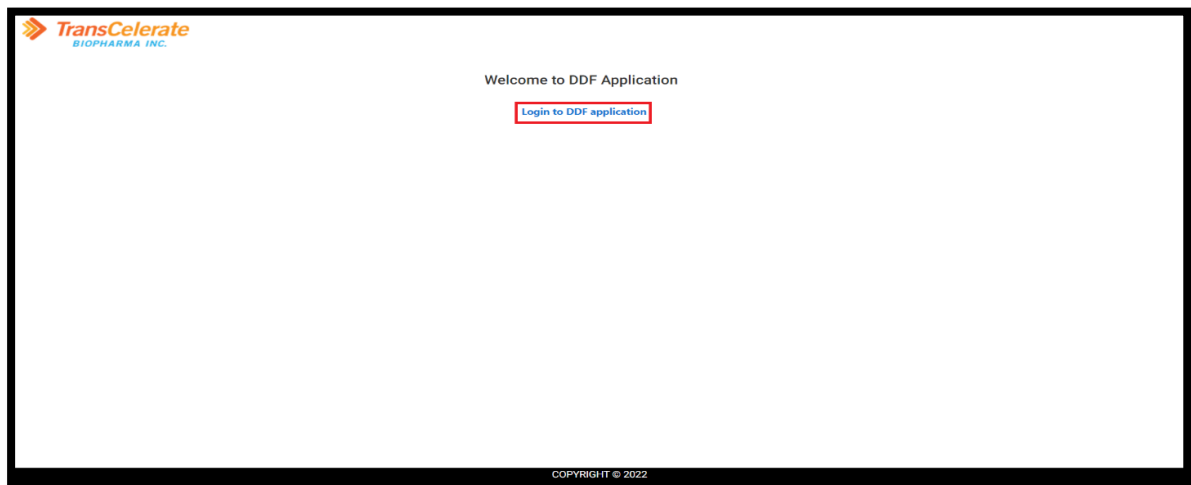 TransCelerate
BIOPHARMA INC.
Welcome to DDF Application
Login to DDF application
COPYRIGHT © 2022